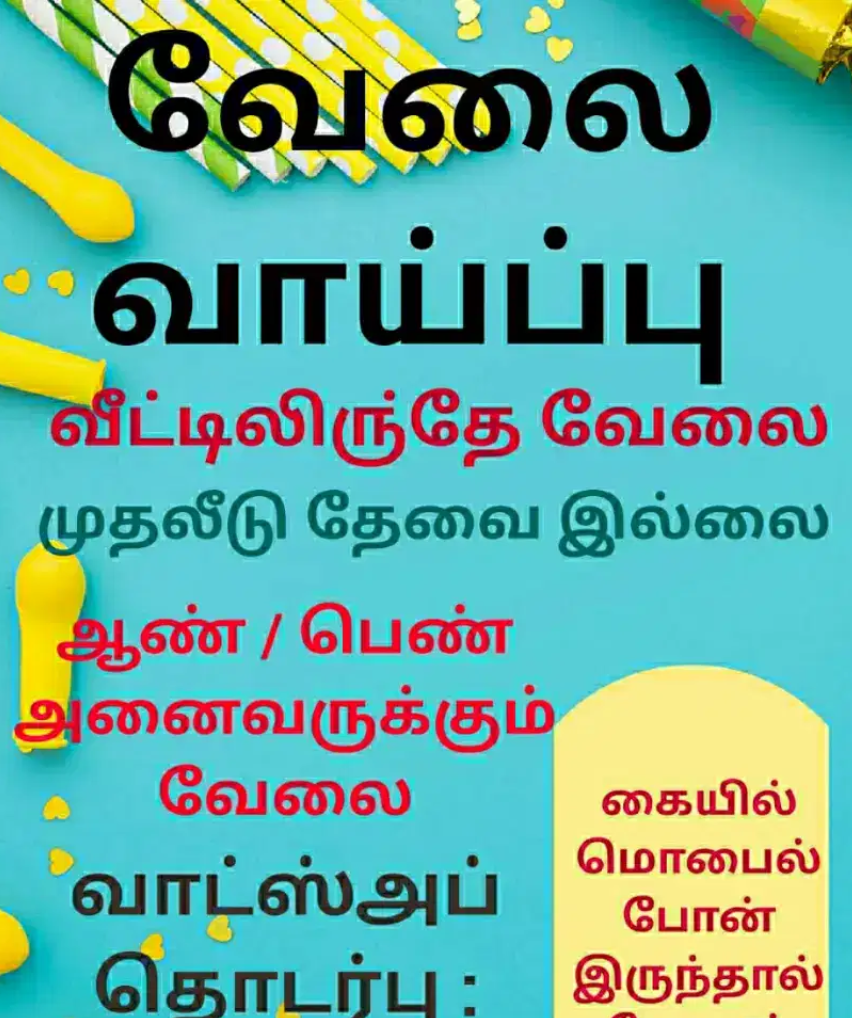 வேலை
வாய்ப்பு
வீட்டிலிருந்தே வேலை
முதலீடு தேவை இல்லை
ஆண் / பெண்
அனைவருக்கும்
வேலை
வாட்ஸ்அப்
தொடர்பு :
கையில்
மொபைல்
போன்
இருந்தால்